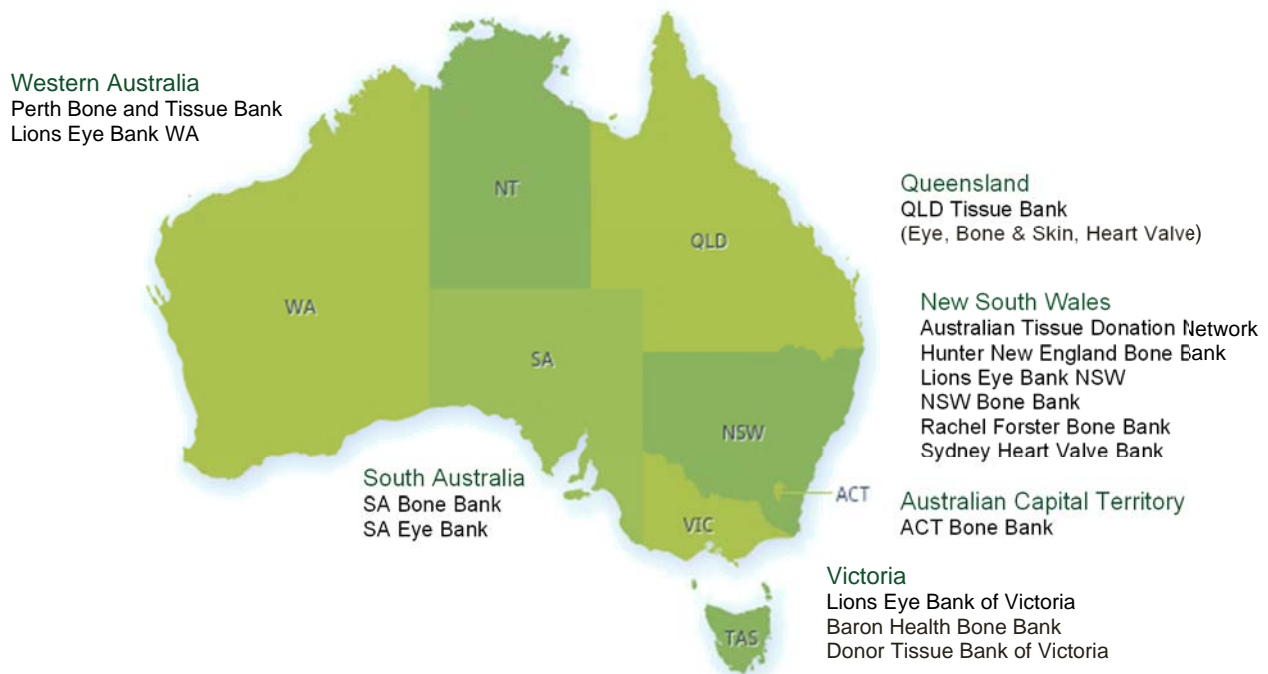 Western Australia
Perth Bone and Tissue Bank
Lions Eye Bank WA
NT
QLD
WA
SA
NSW
ACT
VIC
TAS
Queensland
QLD Tissue Bank
(Eye, Bone & Skin, Heart Valve)
New South Wales
Australian Tissue Donation Network
Hunter New England Bone Bank
Lions Eye Bank NSW
NSW Bone Bank
Rachel Forster Bone Bank
Sydney Heart Valve Bank
South Australia
SA Bone Bank
SA Eye Bank
Australian Capital Territory
ACT Bone Bank
Victoria
Lions Eye Bank of Victoria
Baron Health Bone Bank
Donor Tissue Bank of Victoria